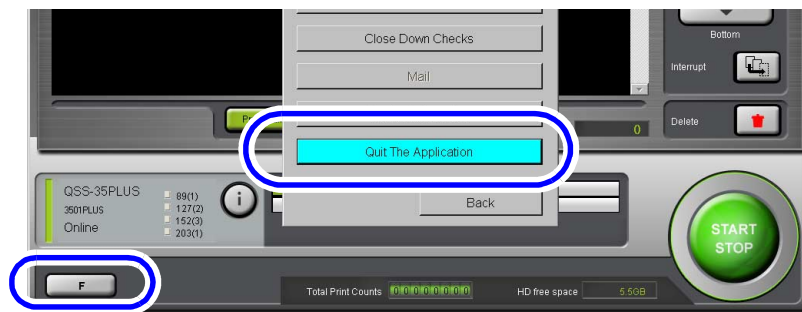 Close Down Checks
Mail
Bottom
Interrupt
Pr
0
Delete
Quit The Application
QSS-35PLUS
3501PLUS
Online
89(1)
127(2)
152(3)
203(1)
i
Back
START
STOP
F
Total Print Counts 00000000
HD free space 5.5GB